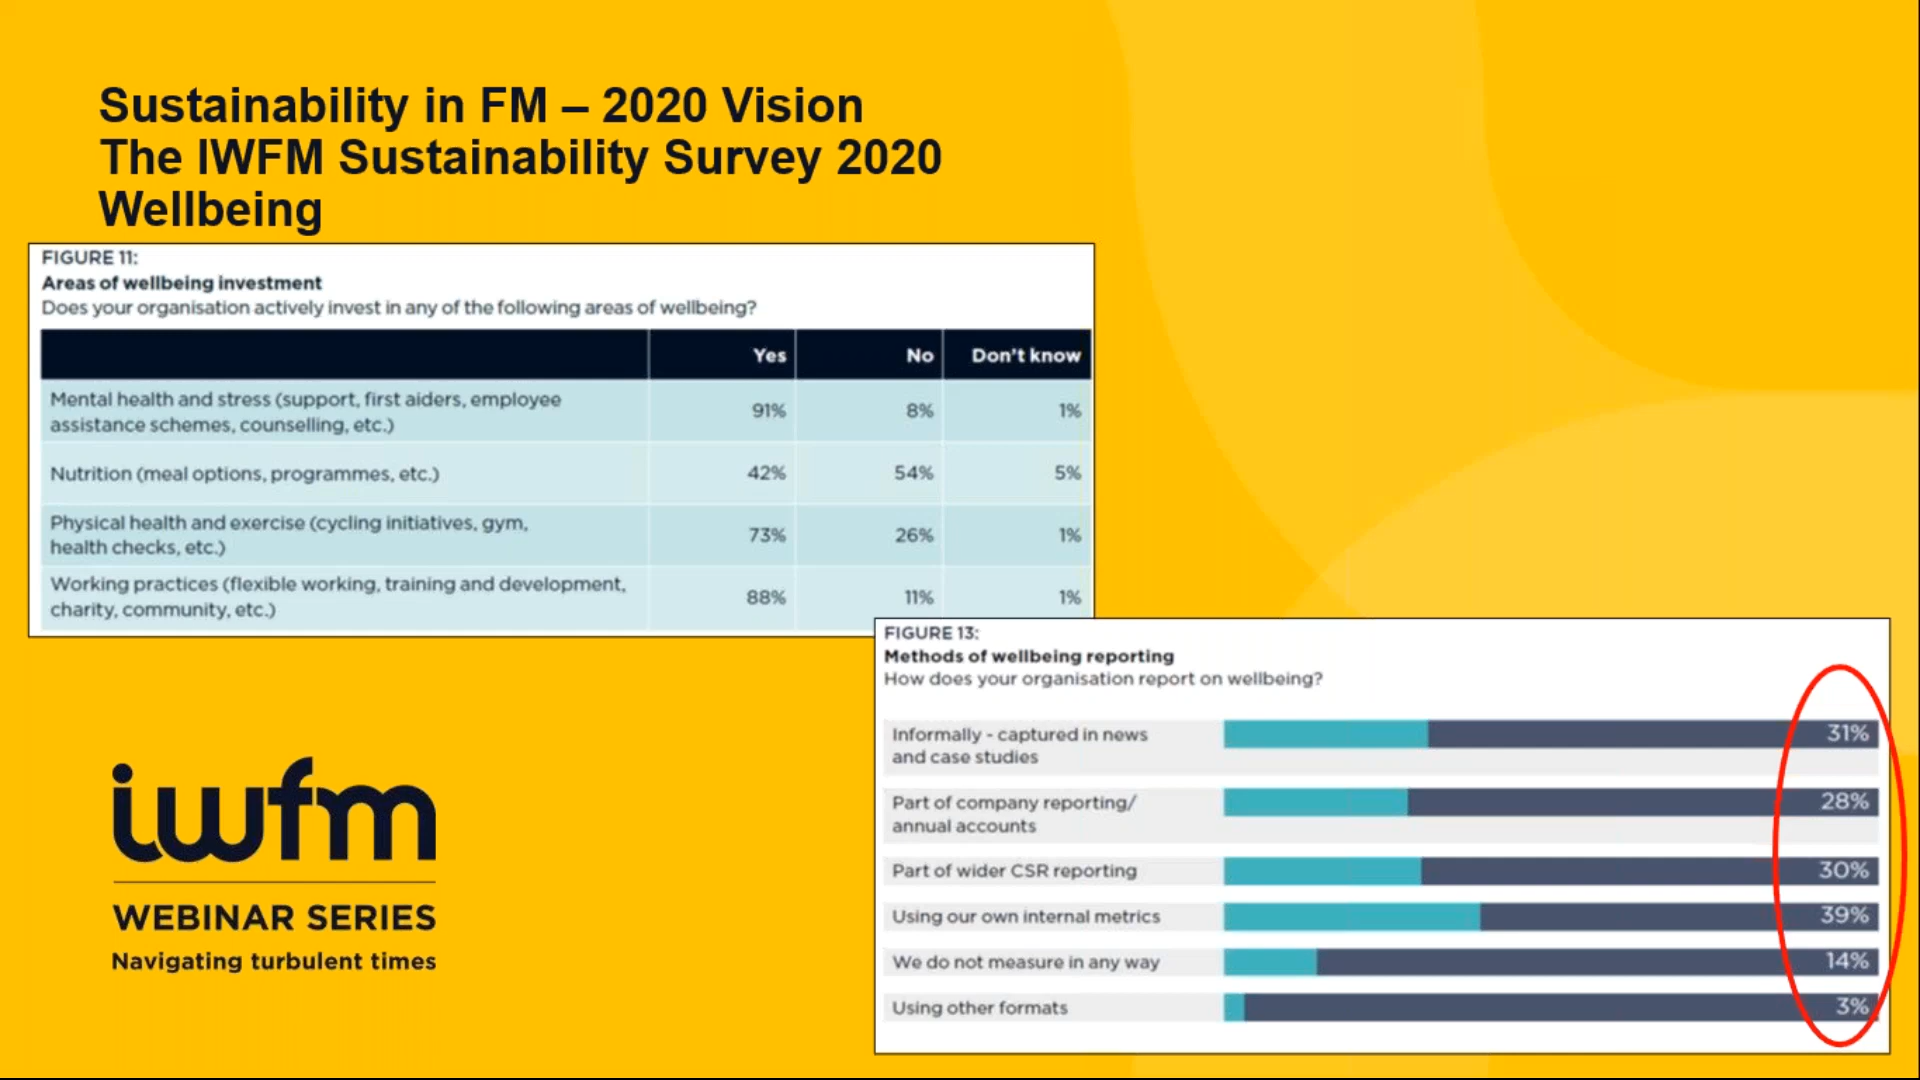 Sustainability in FM – 2020 Vision
The IWFM Sustainability Survey 2020
Wellbeing
FIGURE 11:
Areas of wellbeing investment
Does your organisation actively invest in any of the following areas of wellbeing?
Yes No Don't know
Mental health and stress (support, first aiders, employee
assistance schemes, counselling, etc.) 91% 8% 1%
Nutrition (meal options, programmes, etc.) 42% 54% 5%
Physical health and exercise (cycling initiatives, gym,
health checks, etc.) 73% 26% 1%
Working practices (flexible working, training and development,
charity, community, etc.) 88% 11% 1%
FIGURE 13:
Methods of wellbeing reporting
How does your organisation report on wellbeing?
Informally - captured in news 31%
and case studies
Part of company reporting/ 28%
annual accounts
Part of wider CSR reporting 30%
Using our own internal metrics 39%
We do not measure in any way 14%
Using other formats 3%
iwfm
WEBINAR SERIES
Navigating turbulent times